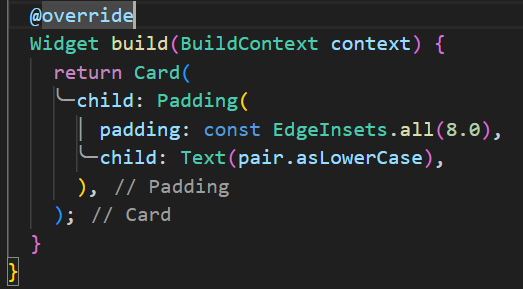 @override
Widget build(BuildContext context) {
return Card(
child: Padding(
padding: const EdgeInsets.all(8.0),
child: Text(pair.asLowerCase),
), // Padding
); // Card
}
}